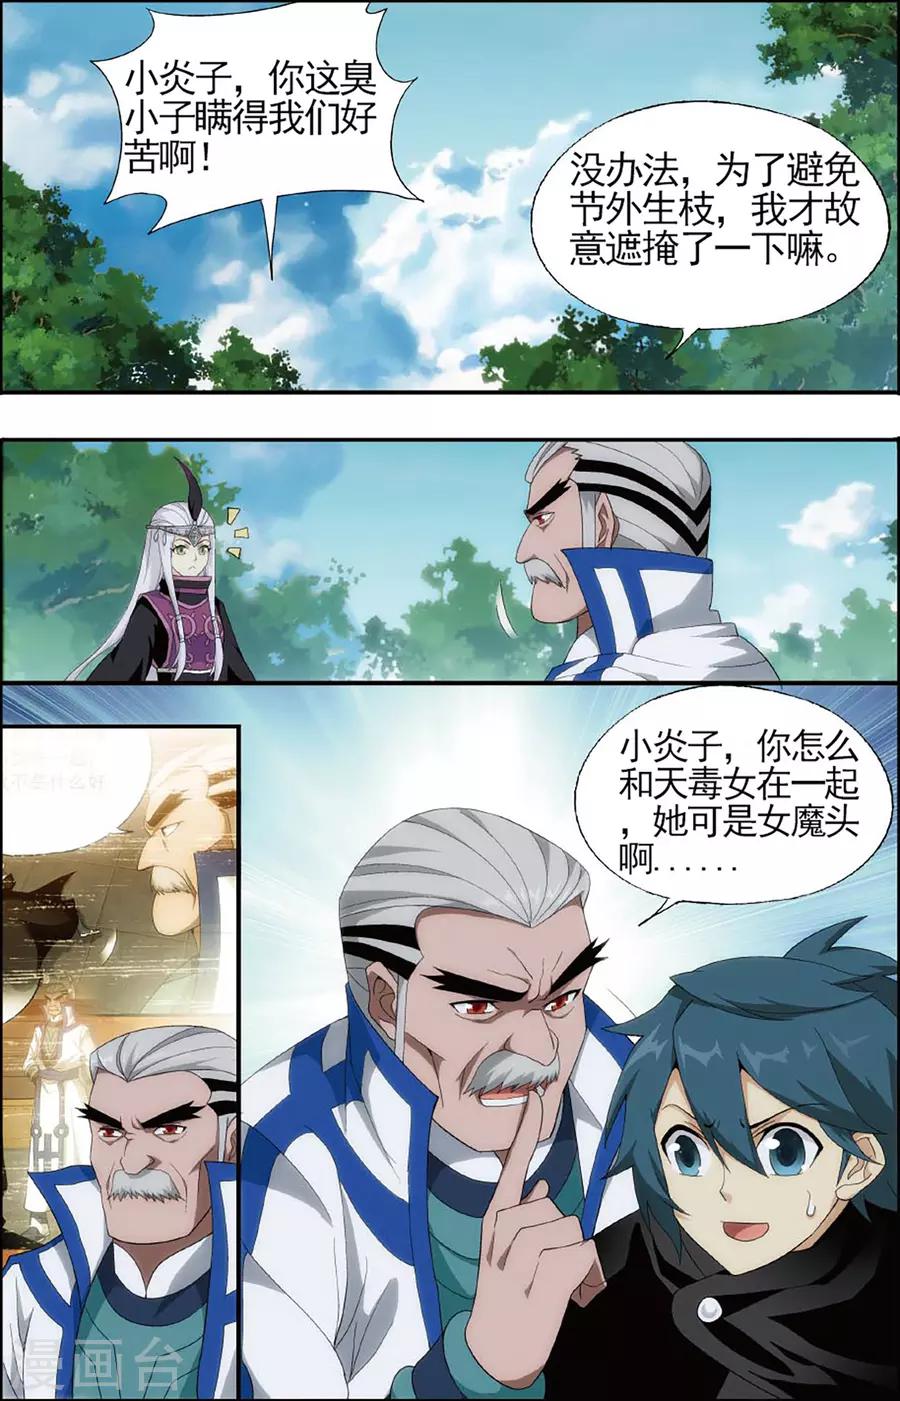 小炎子，你这臭
小子瞒得我们好
苦啊！
没办法，为了避免
节外生枝，我才故
意遮掩了一下嘛。
小炎子，你怎么
和天毒女在一起
，她可是女魔头
啊......
什么好
漫画台